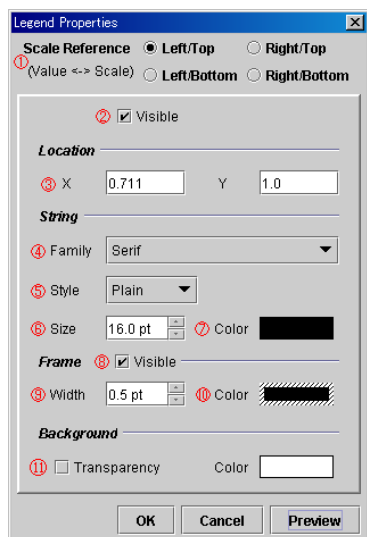 Legend Properties
Scale Reference Left/Top Right/Top
① (Value <-> Scale) Left/Bottom Right/Bottom
② Visible
Location
③ X 0.711 Y 1.0
String
④ Family Serif
⑤ Style Plain
⑥ Size 16.0 pt ⑦ Color
Frame ⑧ Visible
⑨ Width 0.5 pt ⑩ Color
Background
⑪ Transparency Color
OK Cancel Preview